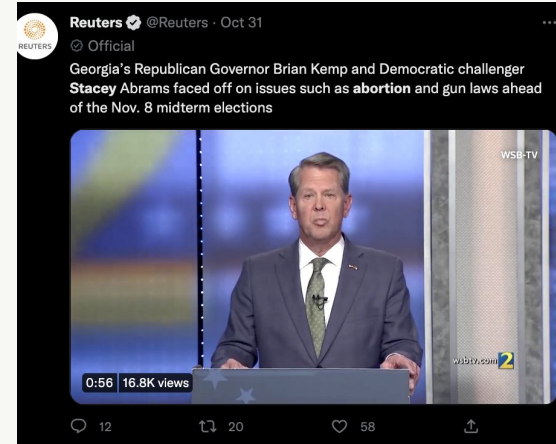 Reuters @Reuters · Oct 31
REUTERS
Official
Georgia's Republican Governor Brian Kemp and Democratic challenger
Stacey Abrams faced off on issues such as abortion and gun laws ahead
of the Nov. 8 midterm elections
WSB-TV
wsbtv.com 2
0:56 16.8K views
12 20 58